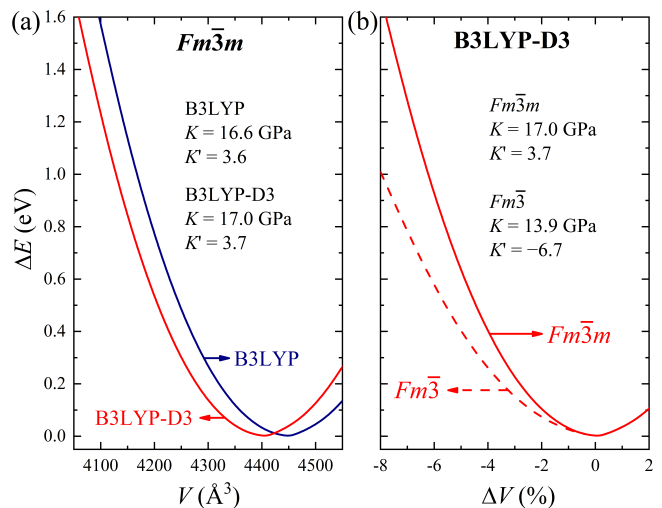 (a)
Fm3̅m
B3LYP
K = 16.6 GPa
K' = 3.6
B3LYP-D3
K = 17.0 GPa
K' = 3.7
B3LYP
B3LYP-D3
ΔE (eV)
1.6
1.4
1.2
1.0
0.8
0.6
0.4
0.2
0.0
4100 4200 4300 4400 4500
V (Å³)
(b)
B3LYP-D3
Fm3̅m
K = 17.0 GPa
K' = 3.7
Fm3̅
K = 13.9 GPa
K' = −6.7
Fm3̅m
Fm3̅
-8 -6 -4 -2 0 2
ΔV (%)